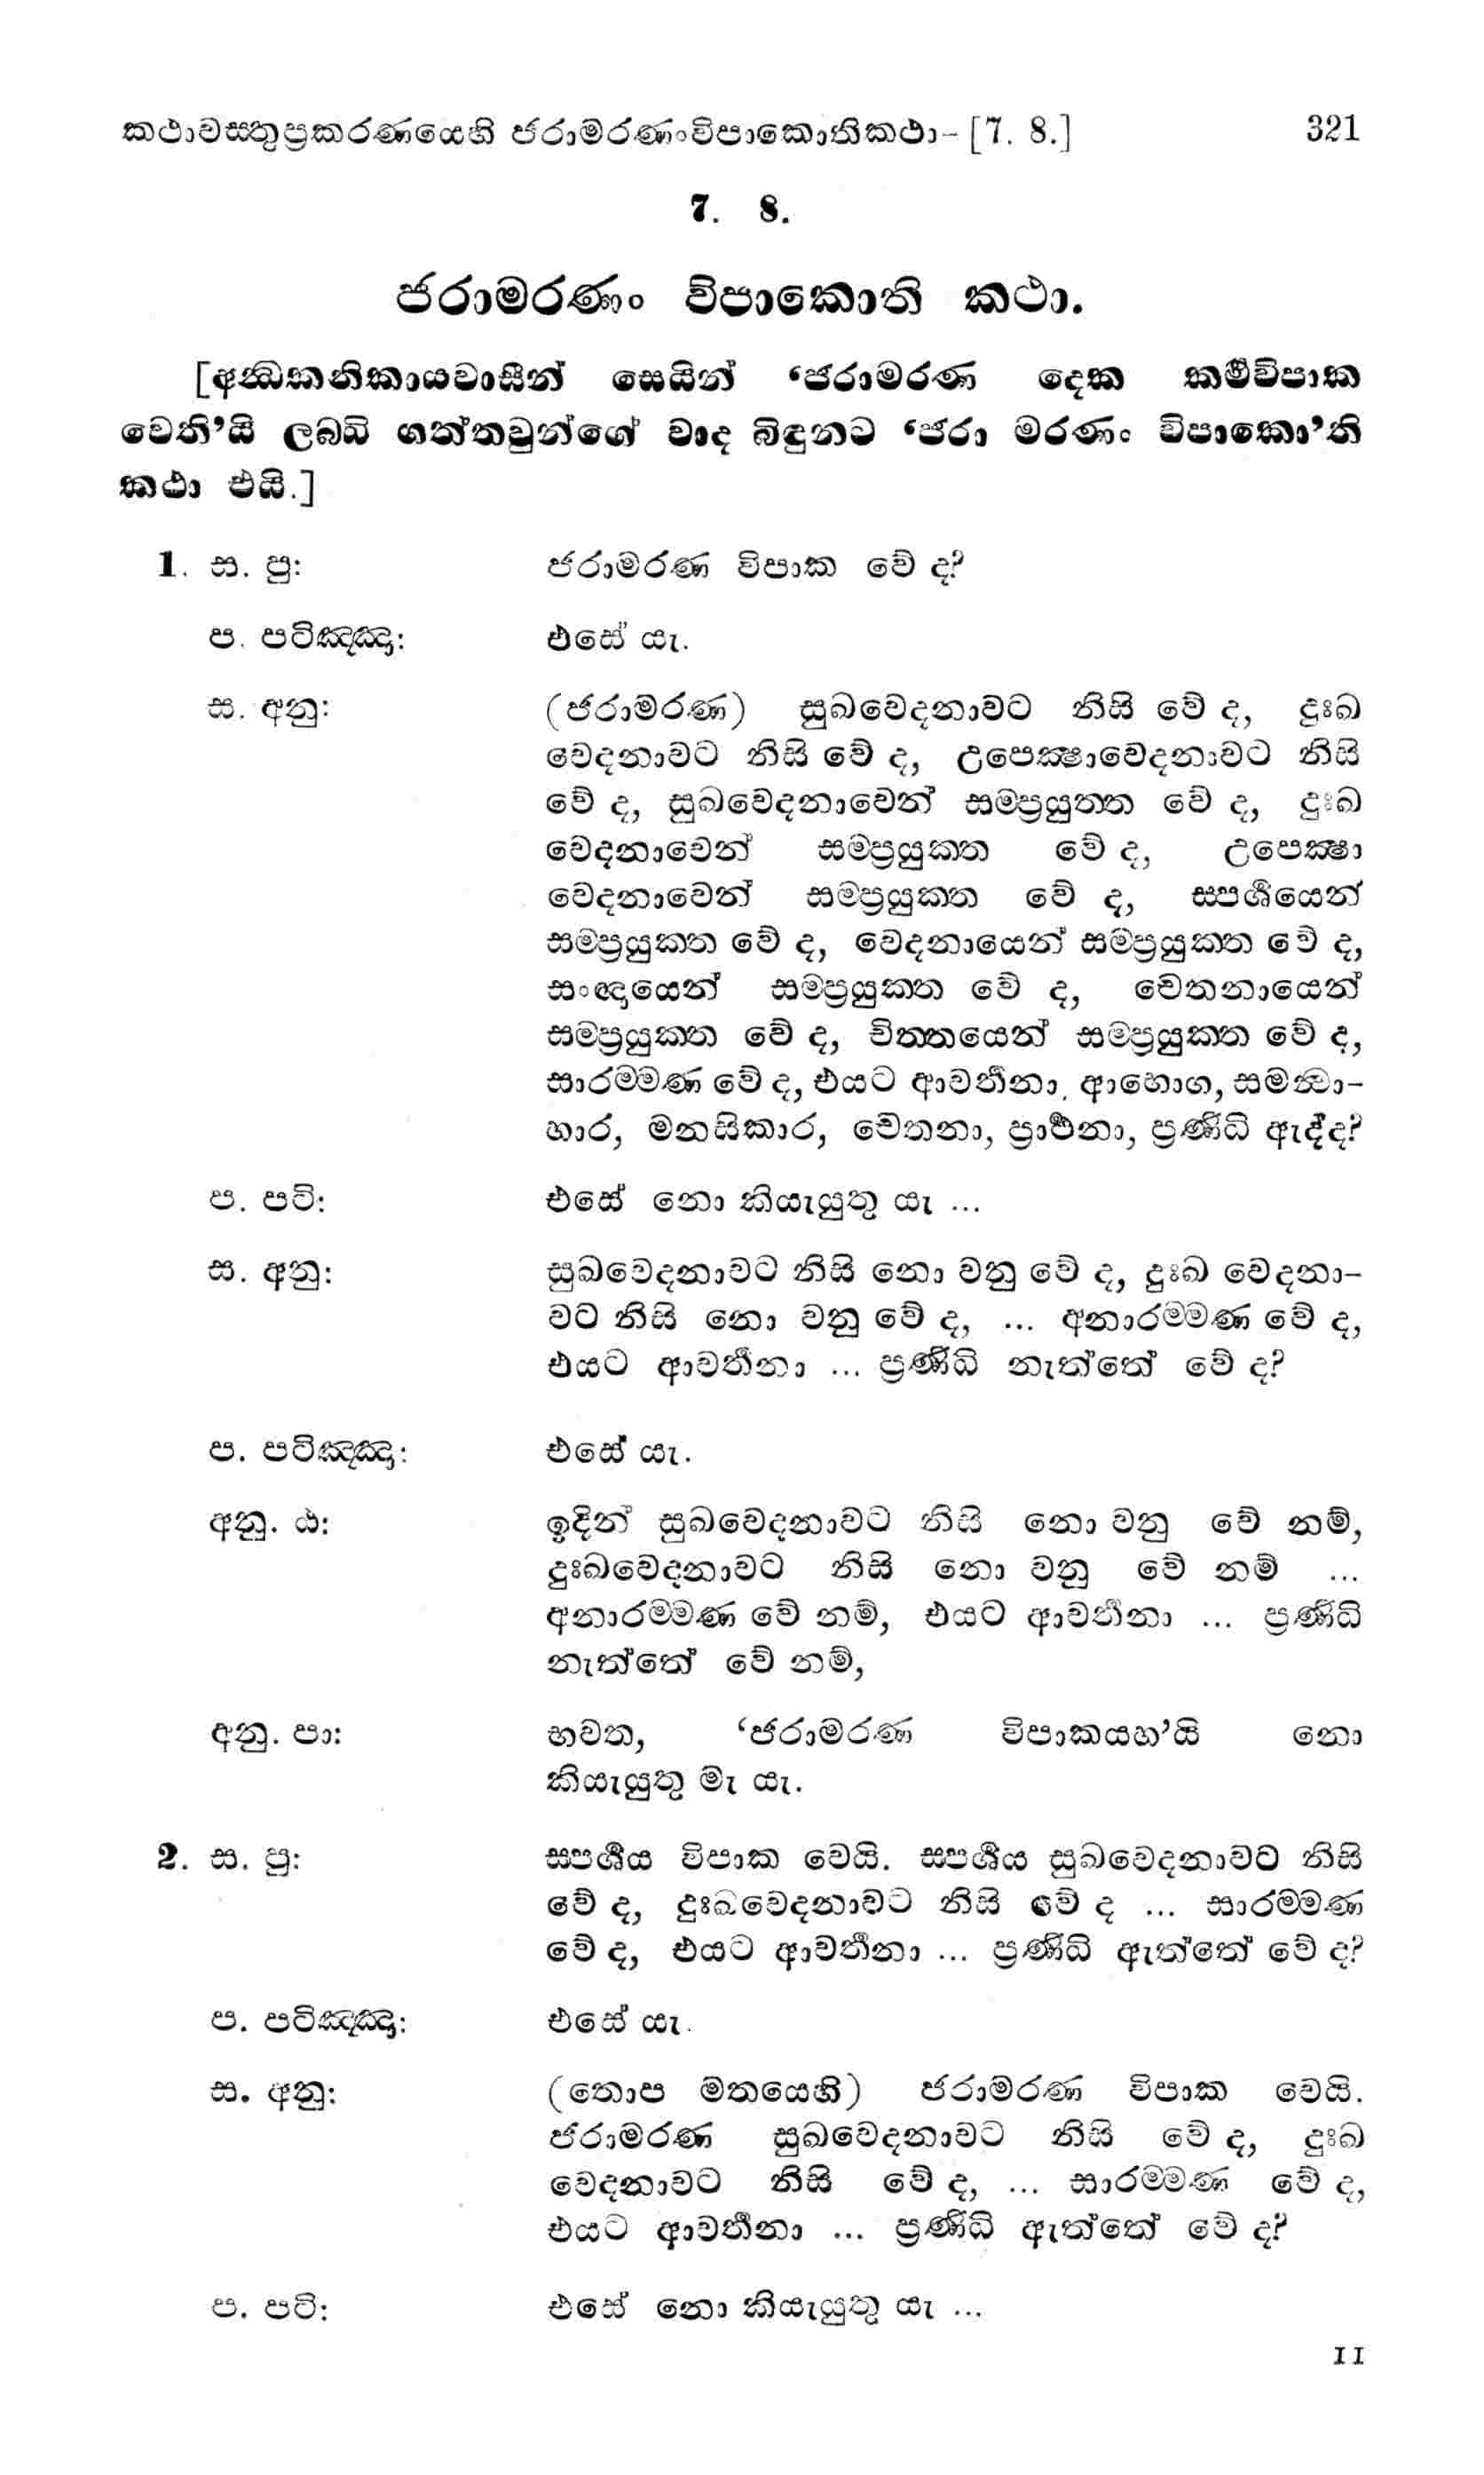 කථාවස්තුප්‍රකරණයෙහි ජරාමරණංවිපාකොතිකථා- [7. 8.] 321
7. 8.
ජරාමරණං විපාකොති කථා.
[අන්‍ධකනිකායවාසීන් සෙයින් ‘ජරාමරණ දෙක කර්‍මවිපාක
වෙති’යි ලබ්ධි ගත්තවුන්ගේ වාද බිඳුනට ‘ජරා මරණං විපාකො’ති
කථා එයි.]
1. ස. පු: ජරාමරණ විපාක වේ ද?
ප. පටිඤ්ඤා: එසේ යැ.
ස. අනු: (ජරාමරණ) සුඛවෙදනාවට නිසි වේ ද, දුඃඛ
වෙදනාවට නිසි වේ ද, උපෙක්‍ෂාවෙදනාවට නිසි
වේ ද, සුඛවෙදනාවෙන් සම්ප්‍රයුත්ත වේ ද, දුඃඛ
වෙදනාවෙන් සම්ප්‍රයුක්ත වේ ද, උපෙක්‍ෂා
වෙදනාවෙන් සම්ප්‍රයුක්ත වේ ද, ස්පර්‍ශයෙන්
සම්ප්‍රයුක්ත වේ ද, වෙදනායෙන් සම්ප්‍රයුක්ත වේ ද,
සංඥායෙන් සම්ප්‍රයුක්ත වේ ද, චෙතනායෙන්
සම්ප්‍රයුක්ත වේ ද, චිත්තයෙන් සම්ප්‍රයුක්ත වේ ද,
සාරම්මණ වේ ද, එයට ආවර්‍තනා, ආභොග, සමන්‍වා-
හාර, මනසිකාර, චේතනා, ප්‍රාර්‍ථනා, ප්‍රණිධි ඇද්ද?
ප. පටි: එසේ නො කියැයුතු යැ ...
ස. අනු: සුඛවෙදනාවට නිසි නො වනු වේ ද, දුඃඛ වෙදනා-
වට නිසි නො වනු වේ ද, ... අනාරම්මණ වේ ද,
එයට ආවර්‍තනා ... ප්‍රණිධි නැත්තේ වේ ද?
ප. පටිඤ්ඤා: එසේ යැ.
අනු. ඨ: ඉදින් සුඛවෙදනාවට නිසි නො වනු වේ නම්,
දුඃඛවෙදනාවට නිසි නො වනු වේ නම් ...
අනාරම්මණ වේ නම්, එයට ආවර්‍තනා ... ප්‍රණිධි
නැත්තේ වේ නම්,
අනු. පා: භවත, ‘ජරාමරණ විපාකයහ’යි නො
කියැයුතු මැ යැ.
2. ස. පු: ස්පර්‍ශය විපාක වෙයි. ස්පර්‍ශය සුඛවෙදනාවට නිසි
වේ ද, දුඃඛවෙදනාවට නිසි වේ ද ... සාරම්මණ
වේ ද, එයට ආවර්‍තනා ... ප්‍රණිධි ඇත්තේ වේ ද?
ප. පටිඤ්ඤා: එසේ යැ.
ස. අනු: (තොප මතයෙහි) ජරාමරණ විපාක වෙයි.
ජරාමරණ සුඛවෙදනාවට නිසි වේ ද, දුඃඛ
වෙදනාවට නිසි වේ ද, ... සාරම්මණ වේ ද,
එයට ආවර්‍තනා ... ප්‍රණිධි ඇත්තේ වේ ද?
ප. පටි: එසේ නො කියැයුතු යැ ...
11